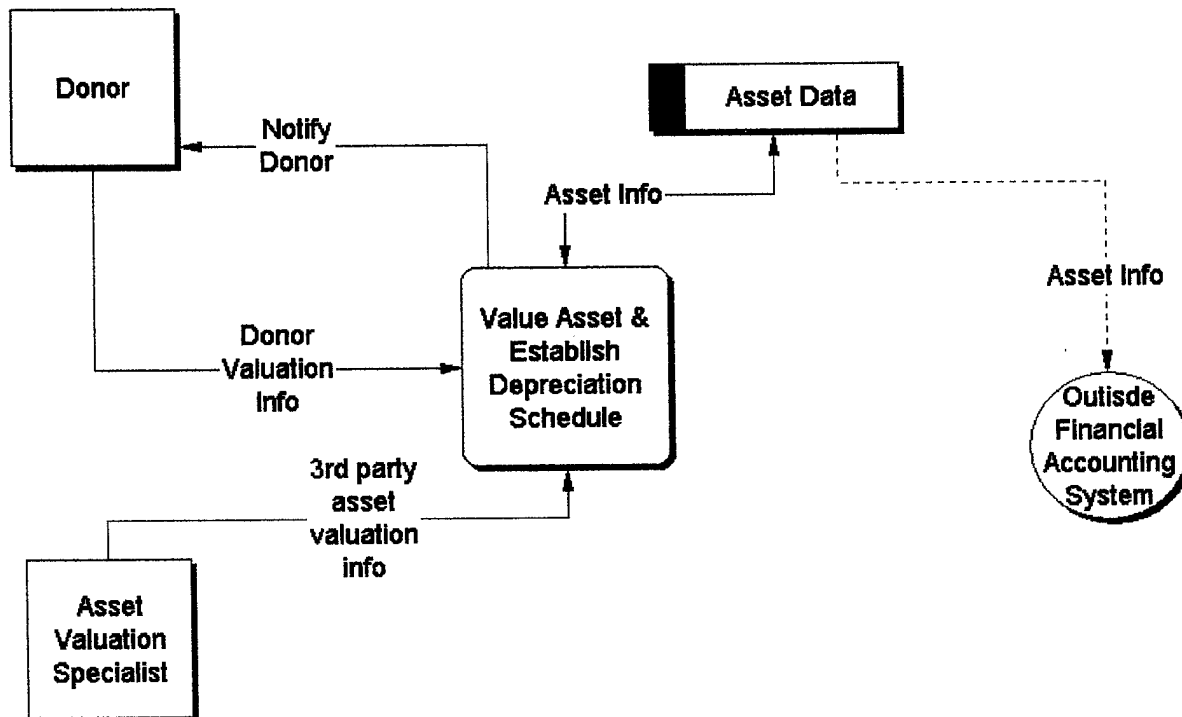 Donor
Asset Data
Notify
Donor
Asset Info
Asset Info
Value Asset &
Establish
Depreciation
Schedule
Donor
Valuation
Info
Outisde
Financial
Accounting
System
3rd party
asset
valuation
info
Asset
Valuation
Specialist